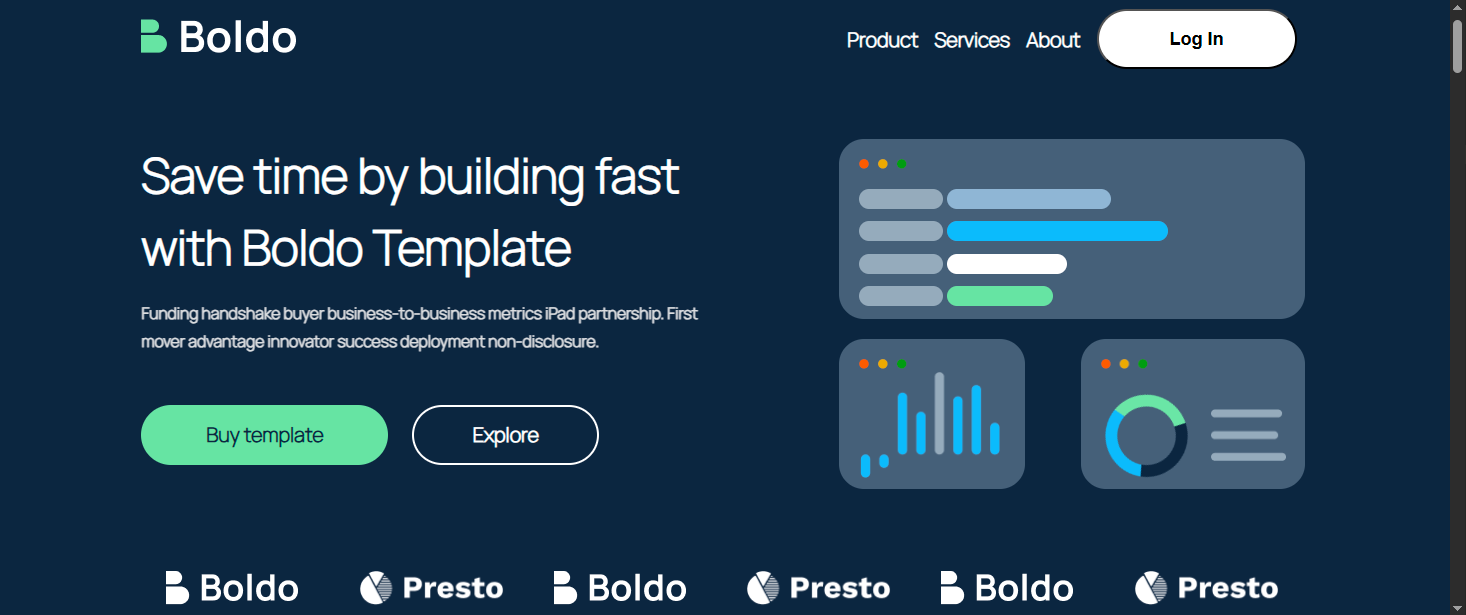 Boldo
Product Services About Log In
Save time by building fast
with Boldo Template
Funding handshake buyer business-to-business metrics iPad partnership. First
mover advantage innovator success deployment non-disclosure.
Buy template Explore
Boldo Presto Boldo Presto Boldo Presto